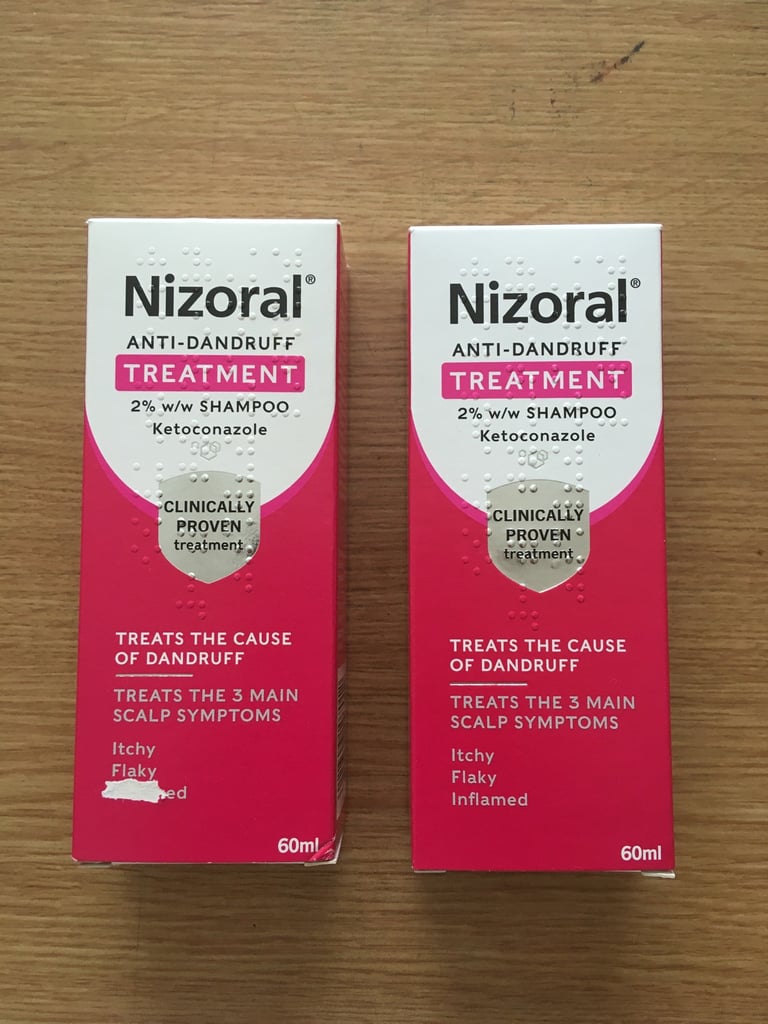 Nizoral®
ANTI-DANDRUFF
TREATMENT
2% w/w SHAMPOO
Ketoconazole
CLINICALLY
PROVEN
treatment
TREATS THE CAUSE
OF DANDRUFF
TREATS THE 3 MAIN
SCALP SYMPTOMS
Itchy
Flaky
60ml
Nizoral®
ANTI-DANDRUFF
TREATMENT
2% w/w SHAMPOO
Ketoconazole
CLINICALLY
PROVEN
treatment
TREATS THE CAUSE
OF DANDRUFF
TREATS THE 3 MAIN
SCALP SYMPTOMS
Itchy
Flaky
Inflamed
60ml